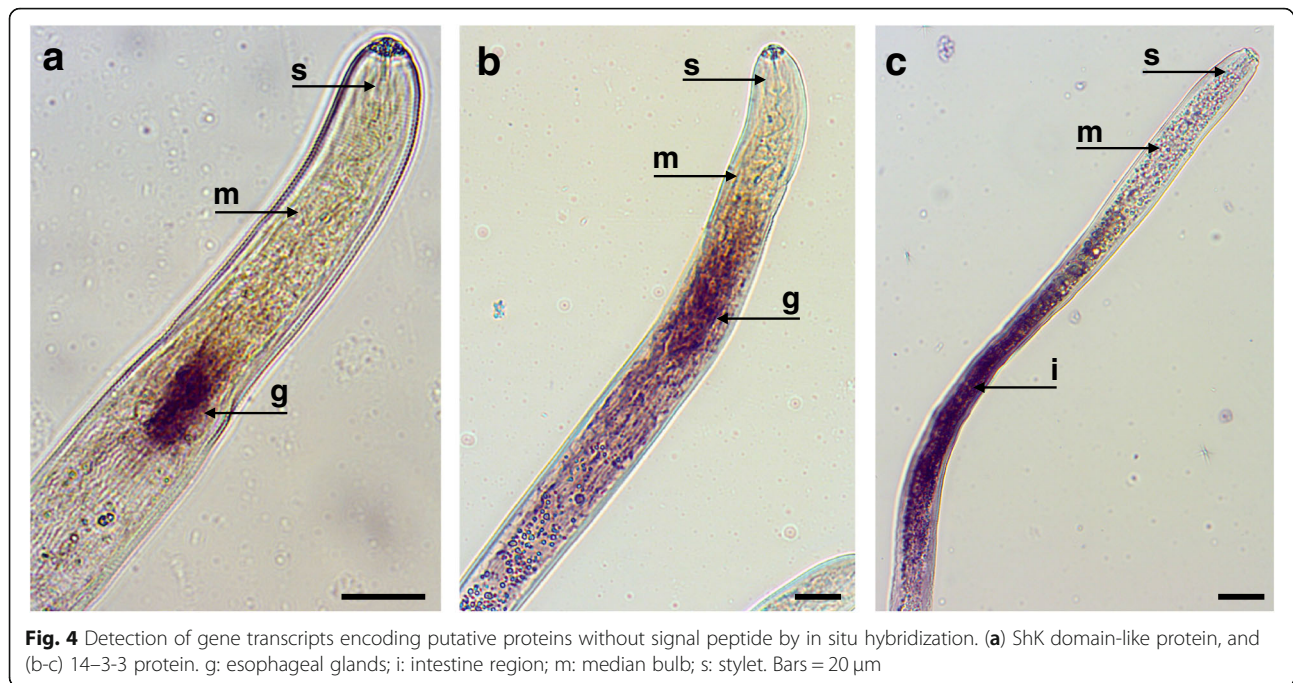 a
s
m
g
b
s
m
g
c
s
m
i
Fig. 4 Detection of gene transcripts encoding putative proteins without signal peptide by in situ hybridization. (a) ShK domain-like protein, and
(b-c) 14–3-3 protein. g: esophageal glands; i: intestine region; m: median bulb; s: stylet. Bars = 20 μm